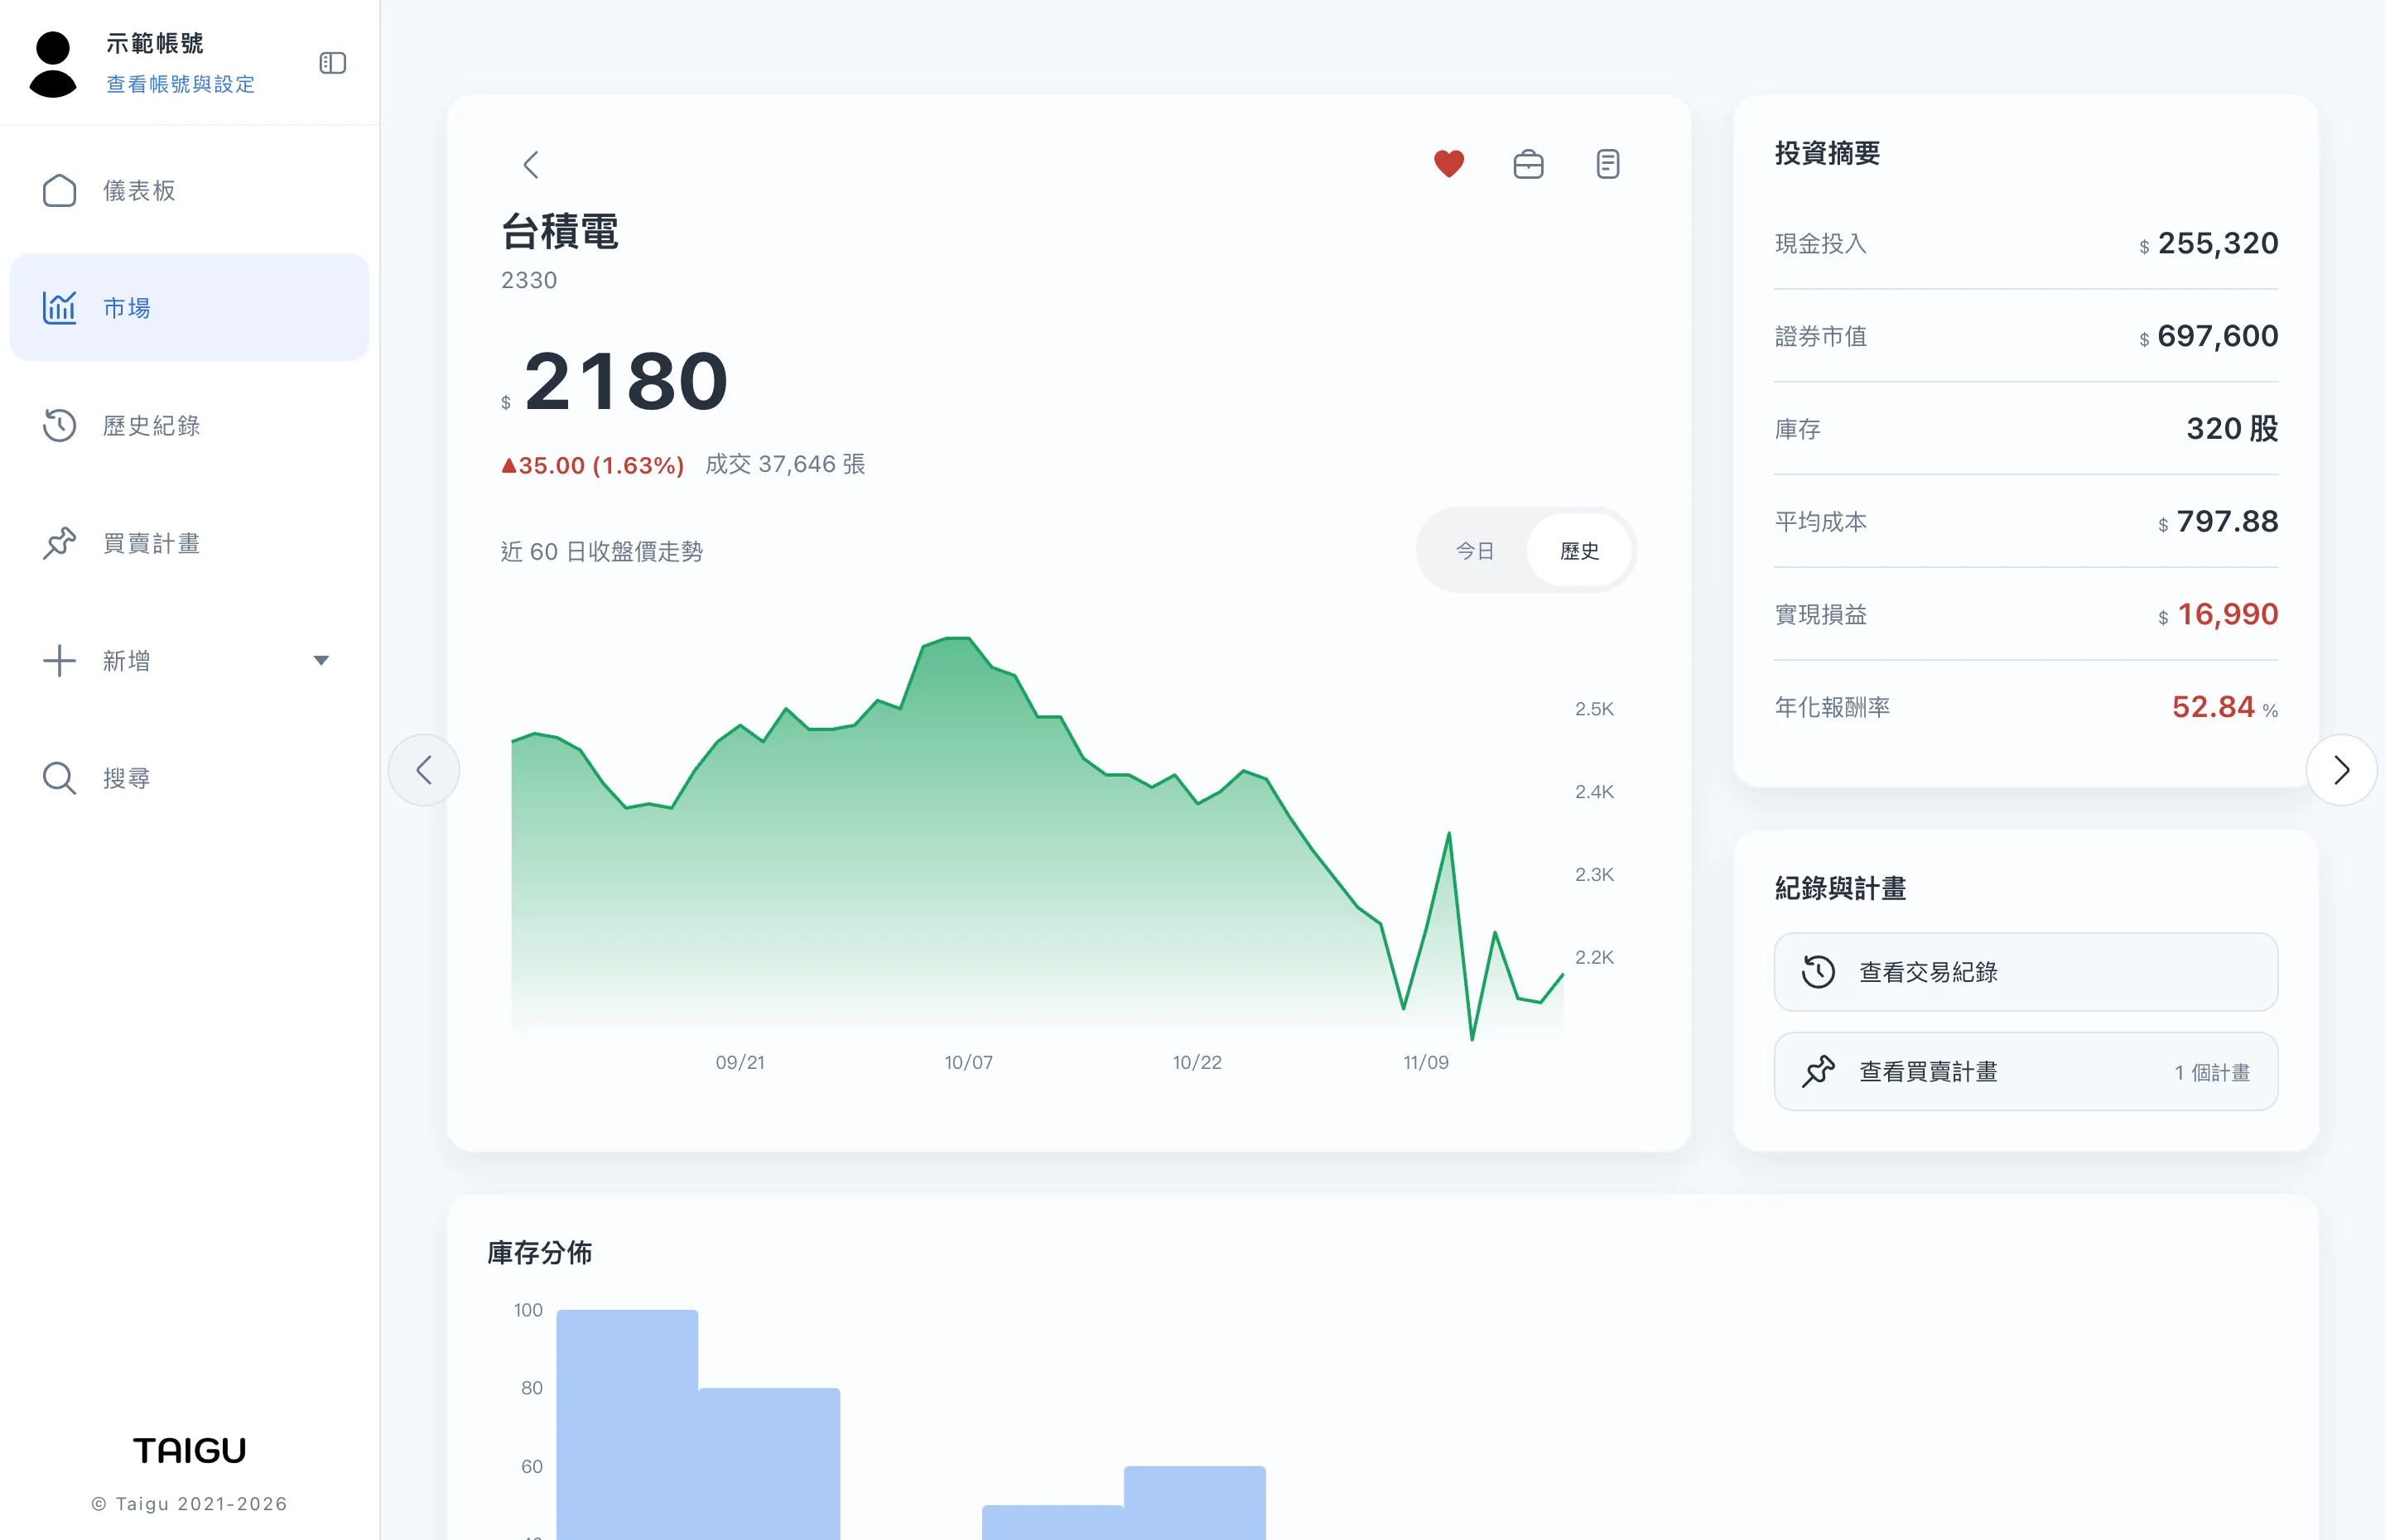 示範帳號
查看帳號與設定
儀表板
市場
歷史紀錄
買賣計畫
新增
搜尋
TAIGU
© Taigu 2021-2026
台積電
2330
$ 2180
▲35.00 (1.63%) 成交 37,646 張
近 60 日收盤價走勢
今日 歷史
2.5K
2.4K
2.3K
2.2K
09/21 10/07 10/22 11/09
投資摘要
現金投入 $ 255,320
證券市值 $ 697,600
庫存 320 股
平均成本 $ 797.88
實現損益 $ 16,990
年化報酬率 52.84 %
紀錄與計畫
查看交易紀錄
查看買賣計畫 1 個計畫
庫存分佈
100
80
60